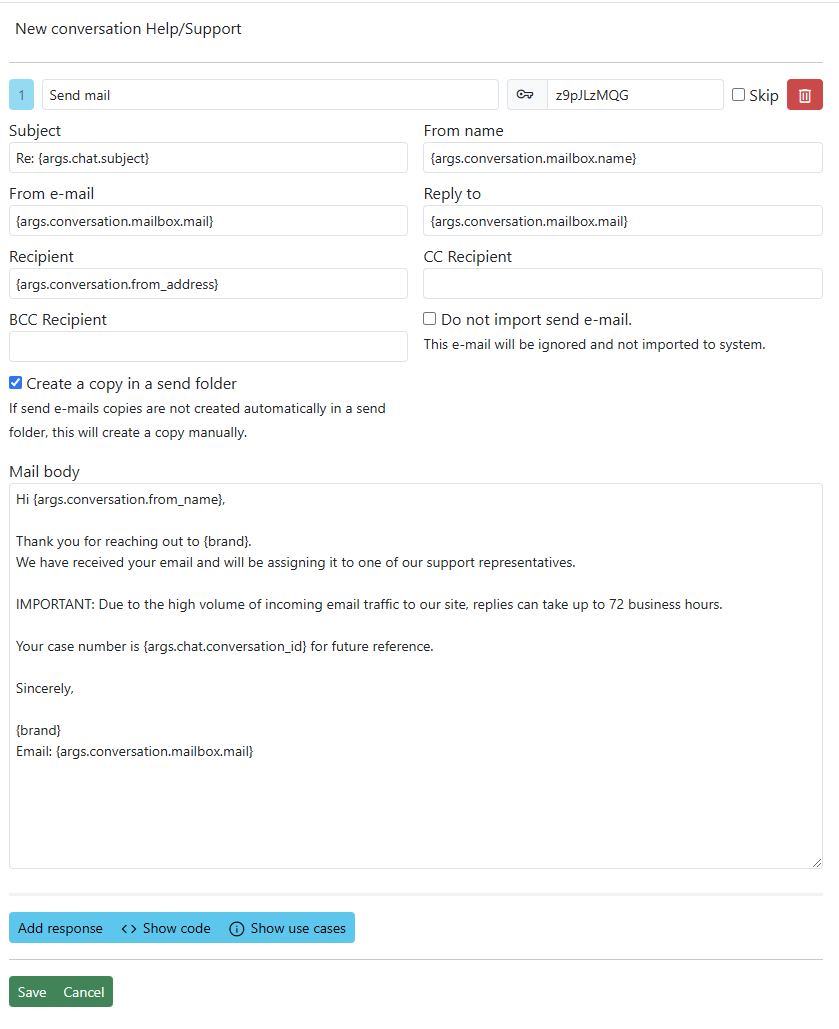 New conversation Help/Support
1 Send mail z9pJLzMQG Skip
Subject From name
Re: {args.chat.subject} {args.conversation.mailbox.name}
From e-mail Reply to
{args.conversation.mailbox.mail} {args.conversation.mailbox.mail}
Recipient CC Recipient
{args.conversation.from_address}
BCC Recipient Do not import send e-mail.
This e-mail will be ignored and not imported to system.
Create a copy in a send folder
If send e-mails copies are not created automatically in a send
folder, this will create a copy manually.
Mail body
Hi {args.conversation.from_name},
Thank you for reaching out to {brand}.
We have received your email and will be assigning it to one of our support representatives.
IMPORTANT: Due to the high volume of incoming email traffic to our site, replies can take up to 72 business hours.
Your case number is {args.chat.conversation_id} for future reference.
Sincerely,
{brand}
Email: {args.conversation.mailbox.mail}
Add response <> Show code Show use cases
Save Cancel